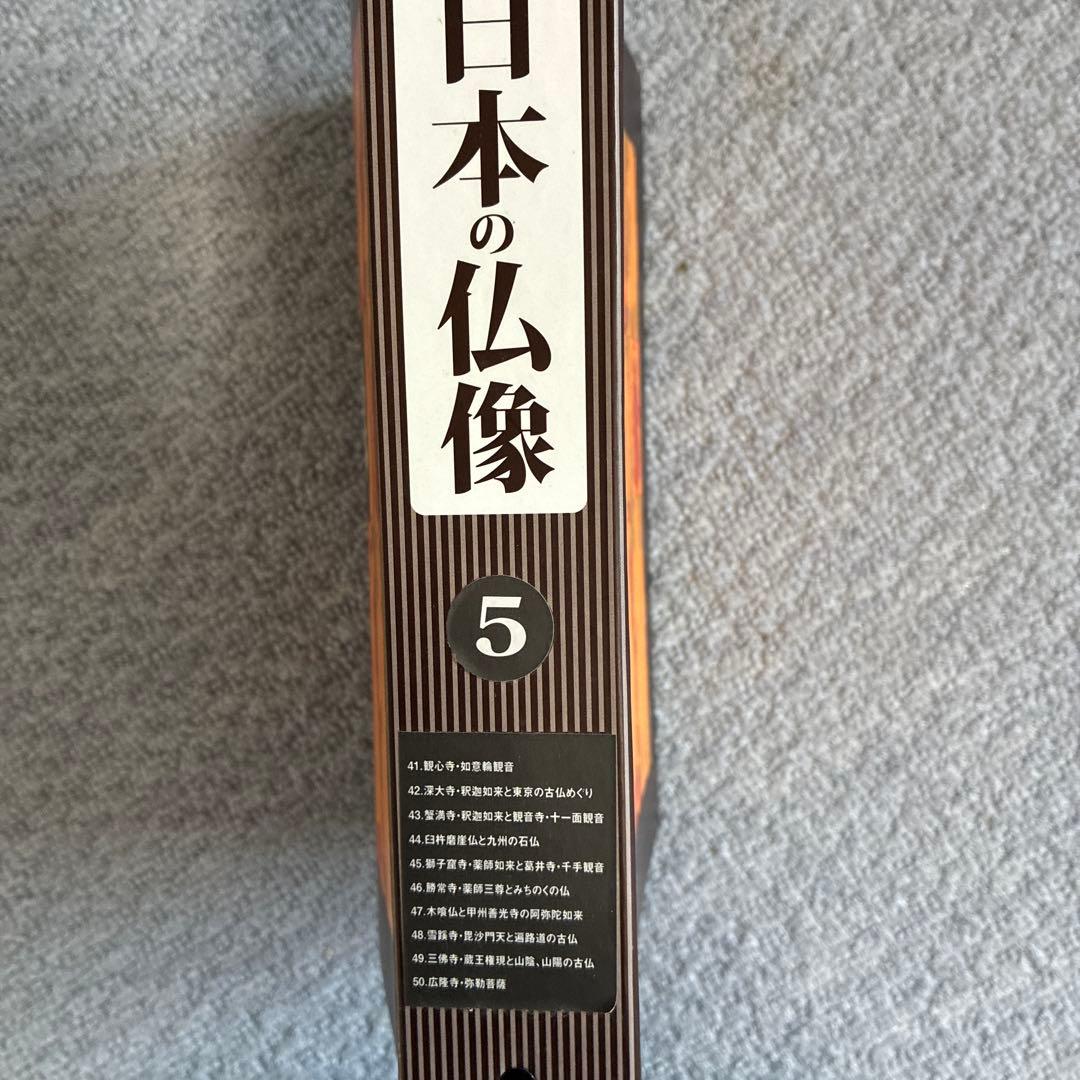 日本の仏像
5
41.観心寺・如意輪観音
42.深大寺・釈迦如来と東京の古仏めぐり
43.蟹満寺・釈迦如来と観音寺・十一面観音
44.臼杵磨崖仏と九州の石仏
45.獅子窟寺・薬師如来と葛井寺・千手観音
46.勝常寺・薬師三尊とみちのくの仏
47.木喰仏と甲州善光寺の阿弥陀如来
48.雪蹊寺・毘沙門天と遍路道の古仏
49.三佛寺・蔵王権現と山陰、山陽の古仏
50.広隆寺・弥勒菩薩